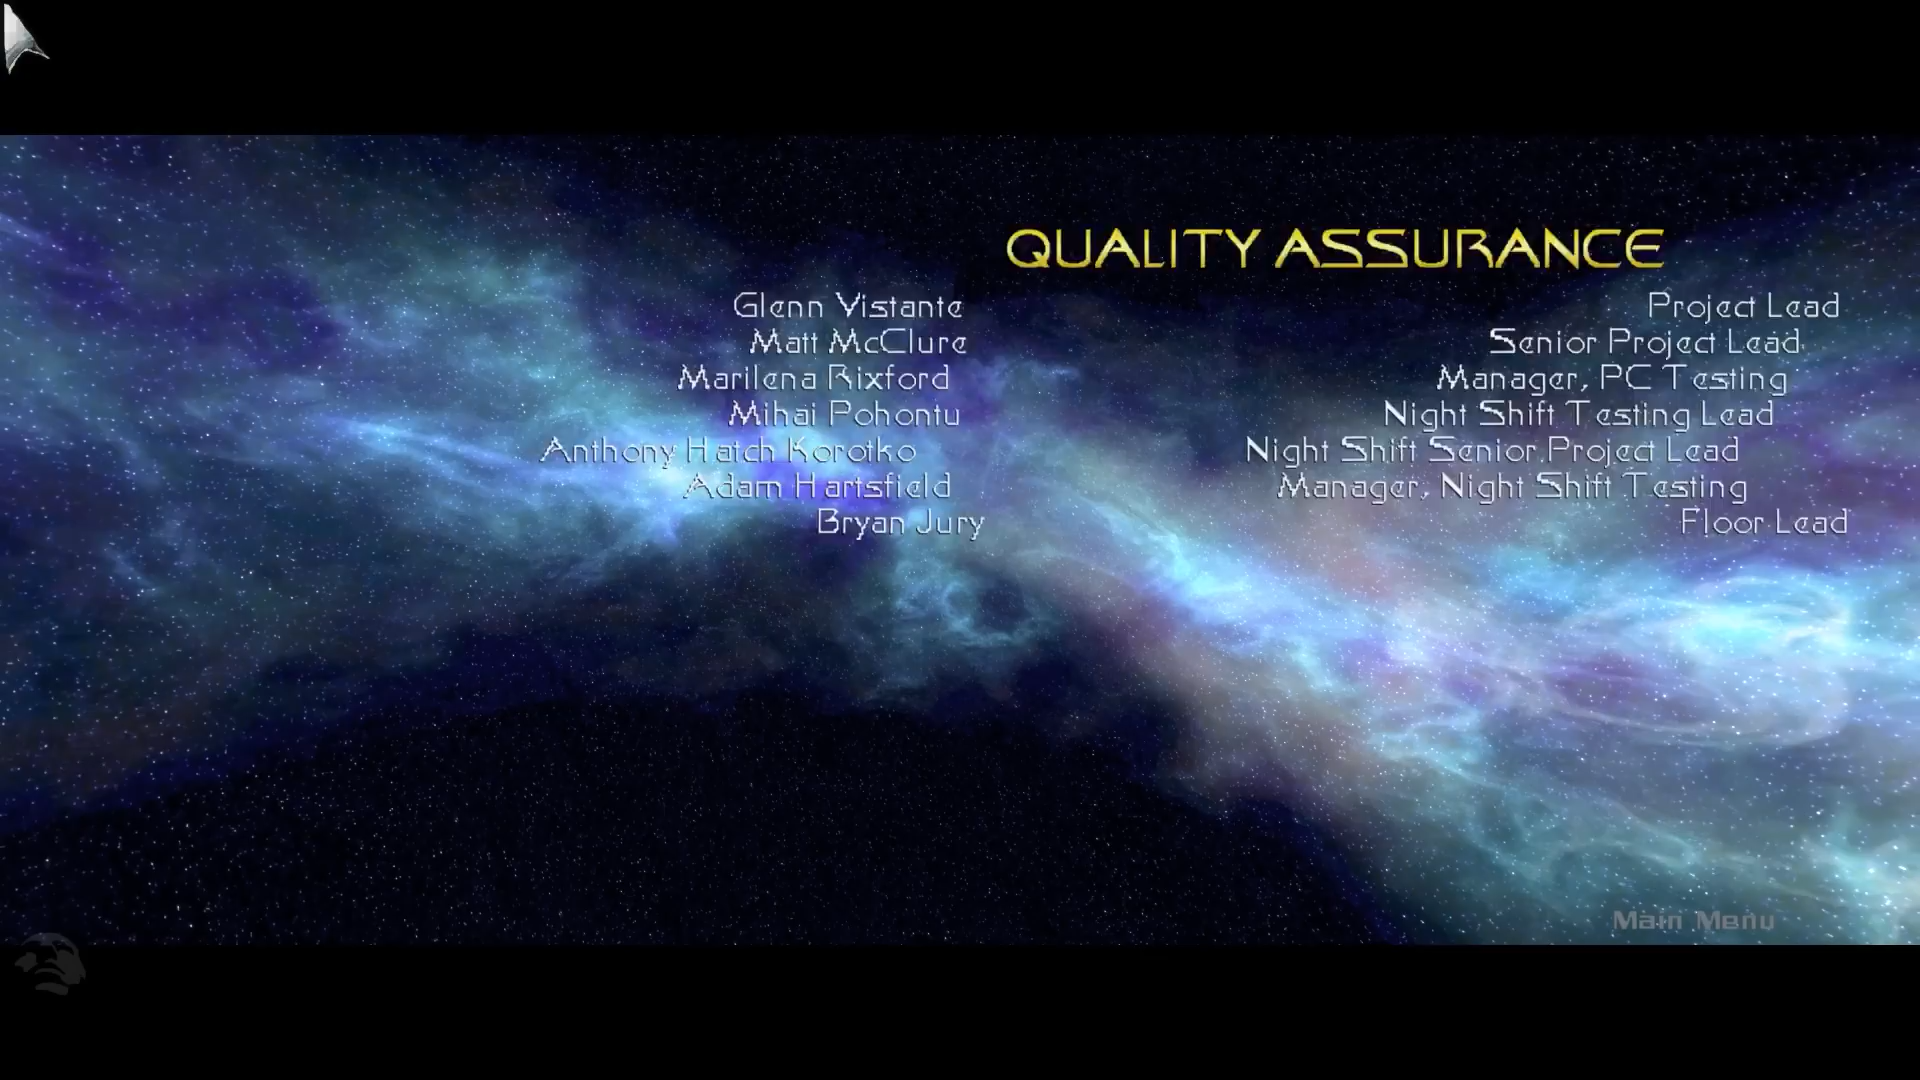 QUALITY ASSURANCE
Glenn Vistante Project Lead
Matt McClure Senior Project Lead
Marilena Rixford Manager, PC Testing
Mihai Pohontu Night Shift Testing Lead
Anthony Hatch Korotko Night Shift Senior Project Lead
Adam Hartsfield Manager, Night Shift Testing
Bryan Jury Floor Lead
Main Menu